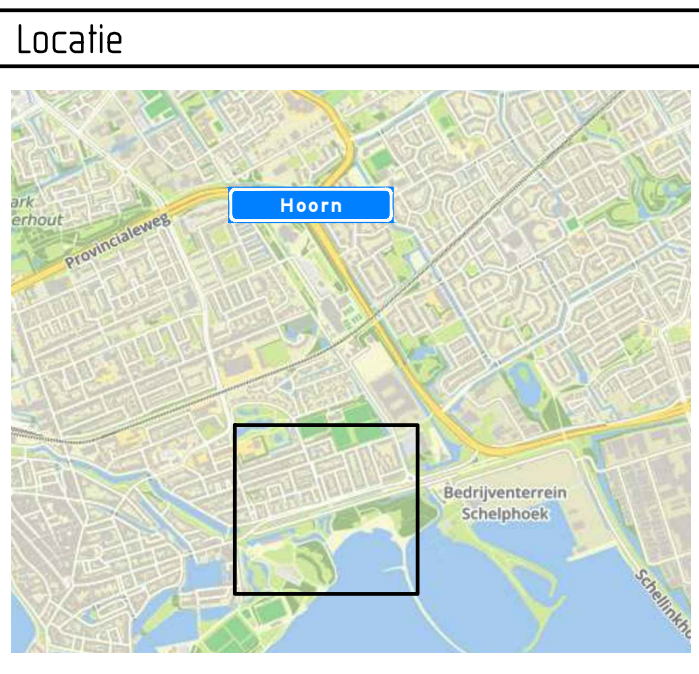 Locatie
Hoorn
ark
erhout
Provincialeweg
Bedrijventerrein
Schelphoek
Schellinkho